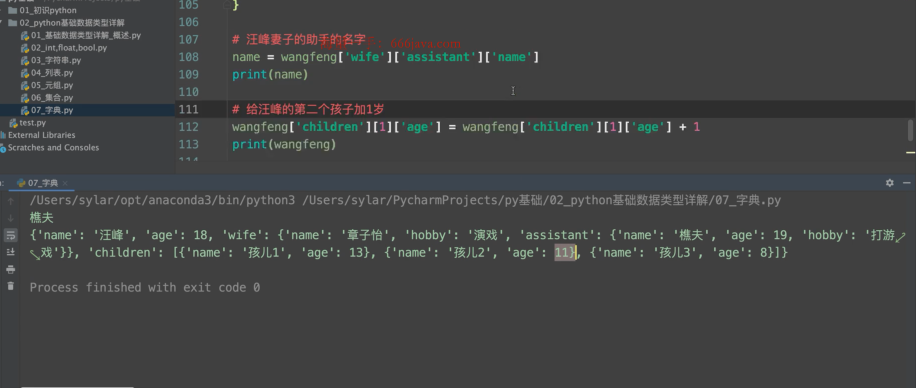 01_初识python
02_python基础数据类型详解
01_基础数据类型详解_概述.py
02_int,float,bool.py
03_字符串.py
04_列表.py
05_元组.py
06_集合.py
07_字典.py
test.py
External Libraries
Scratches and Consoles
105 }
106
107 # 汪峰妻子的助手的名字
108 name = wangfeng['wife']['assistant']['name']
109 print(name)
110
111 # 给汪峰的第二个孩子加1岁
112 wangfeng['children'][1]['age'] = wangfeng['children'][1]['age'] + 1
113 print(wangfeng)
07_字典
/Users/sylar/opt/anaconda3/bin/python3 /Users/sylar/PycharmProjects/py基础/02_python基础数据类型详解/07_字典.py
樵夫
{'name': '汪峰', 'age': 18, 'wife': {'name': '章子怡', 'hobby': '演戏', 'assistant': {'name': '樵夫', 'age': 19, 'hobby': '打游
戏'}}, 'children': [{'name': '孩儿1', 'age': 13}, {'name': '孩儿2', 'age': 11}, {'name': '孩儿3', 'age': 8}]}
Process finished with exit code 0